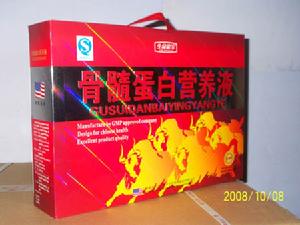 骨髓蛋白营养液
GUSUIDANBAIYINGYANGYE
Manufacture by GMP approved company
Design for chinese health
Excellent product quality
2008/10/08